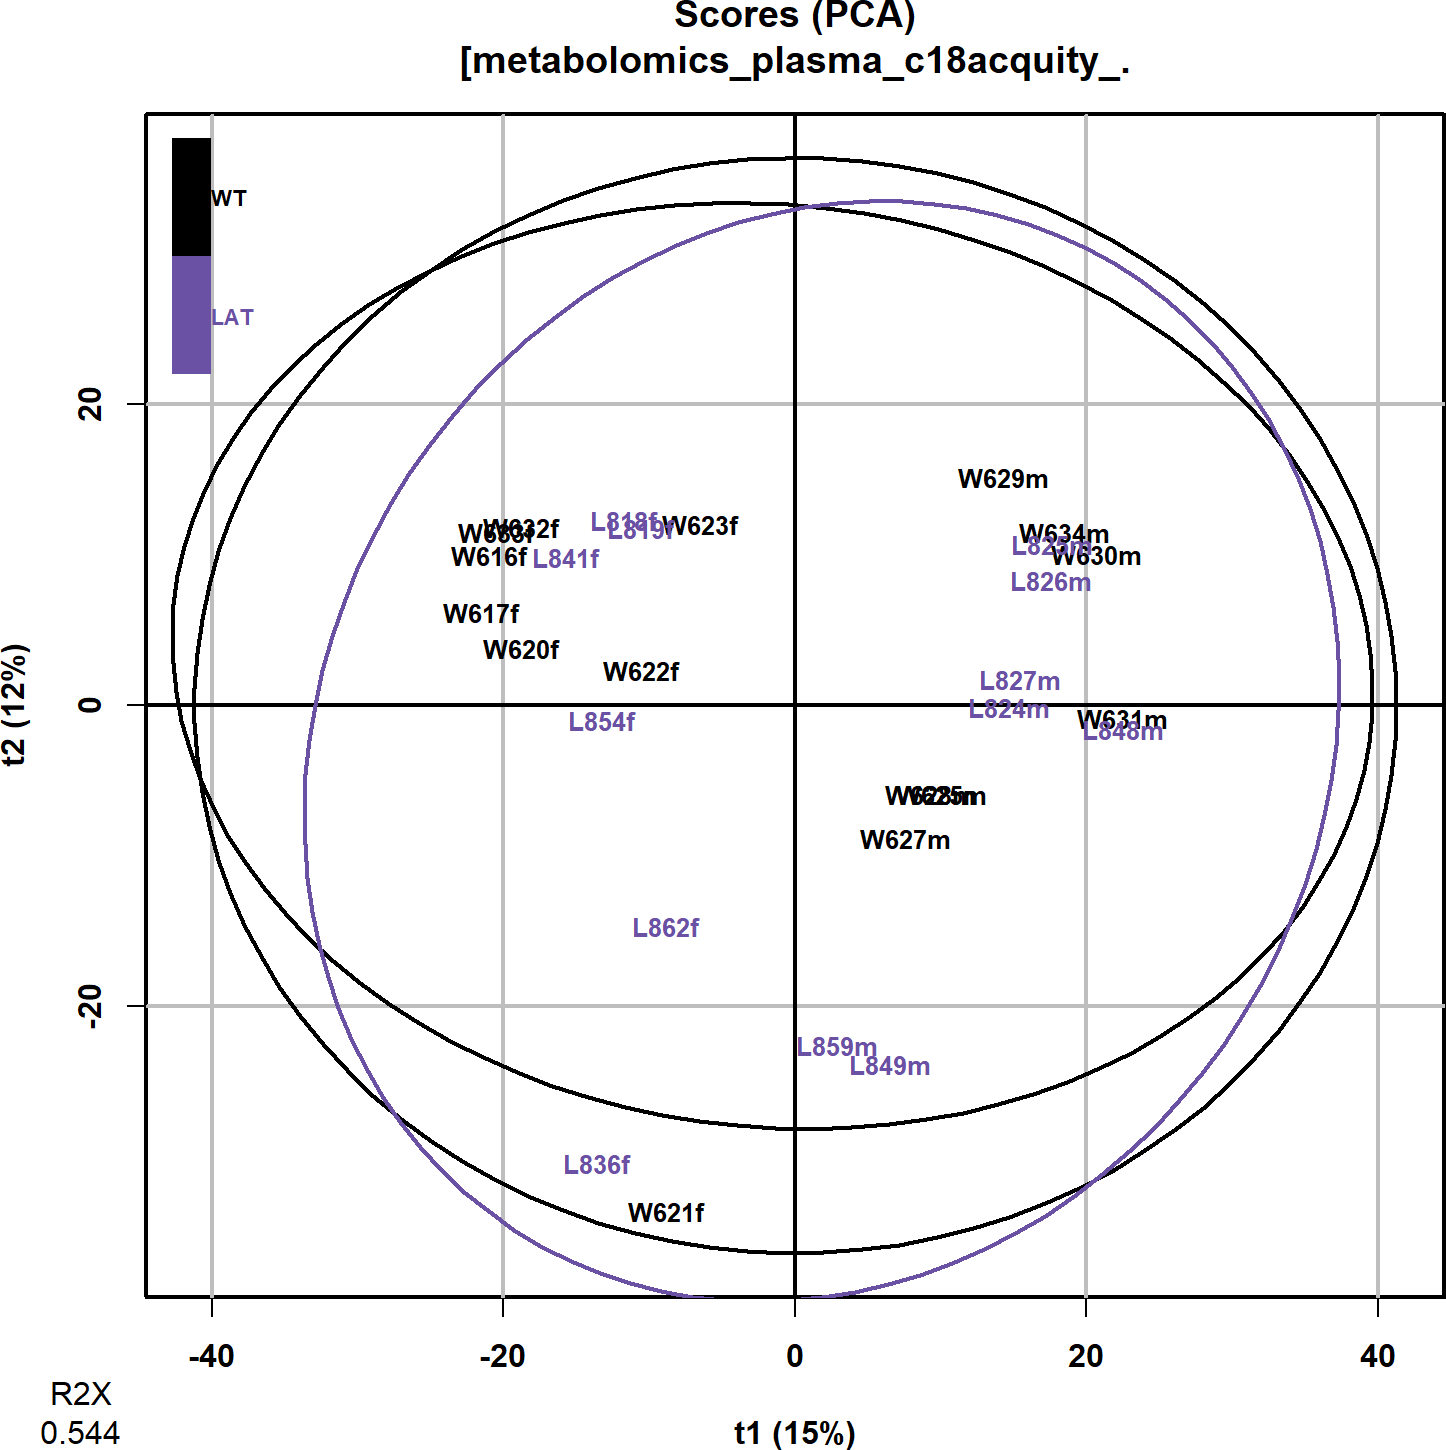 Scores (PCA)
[metabolomics_plasma_c18acquity_.
WT
LAT
20
0
-20
t2 (12%)
W629m
W632f
L818f
L819f
W623f
W634m
L825m
W630m
W616f
L841f
L826m
W617f
W620f
W622f
L827m
L824m
L854f
W631m
L848m
W627m
L862f
L859m
L849m
L836f
W621f
-40
-20
0
20
40
R2X
0.544
t1 (15%)